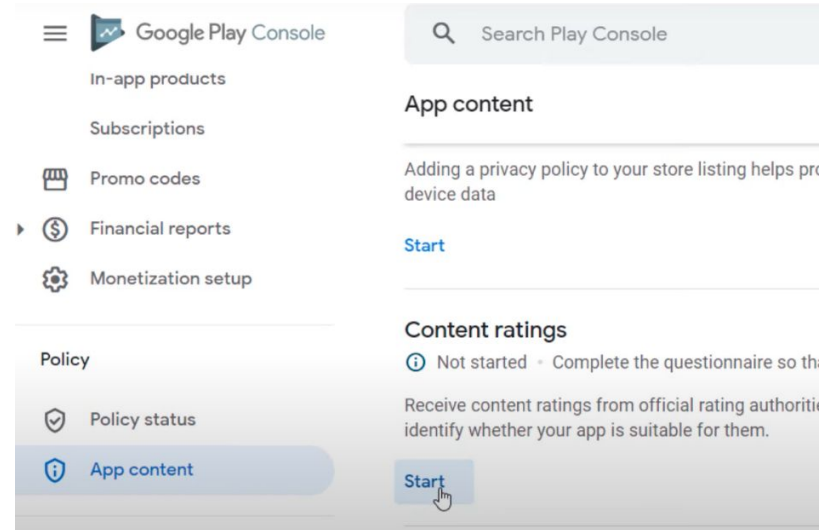 Google Play Console
Search Play Console
In-app products
Subscriptions
Promo codes
Financial reports
Monetization setup
Policy
Policy status
App content
App content
Adding a privacy policy to your store listing helps
device data
Start
Content ratings
Not started • Complete the questionnaire so
Receive content ratings from official rating
identify whether your app is suitable for them.
Start